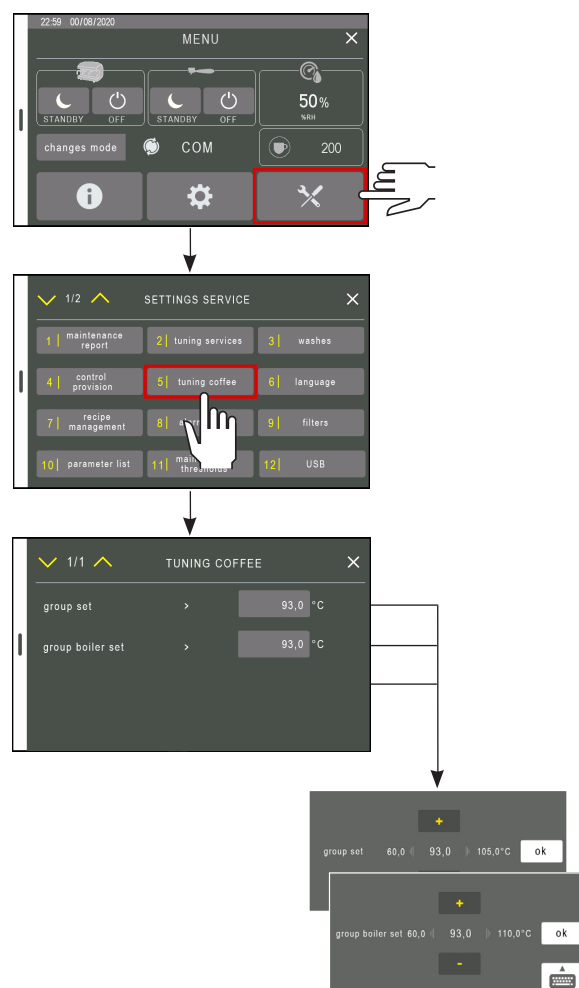 22:59 00/08/2020
MENU
STANDBY OFF STANDBY OFF
50%
%RH
changes mode COM 200
1/2 SETTINGS SERVICE
1 maintenance report 2 tuning services 3 washes
4 control provision 5 tuning coffee 6 language
7 recipe management 8 9 filters
10 parameter list 11 thresholds 12 USB
1/1 TUNING COFFEE
group set > 93,0 °C
group boiler set > 93,0 °C
+
group set 60,0 93,0 105,0°C ok
+
group boiler set 60,0 93,0 110,0°C ok
-